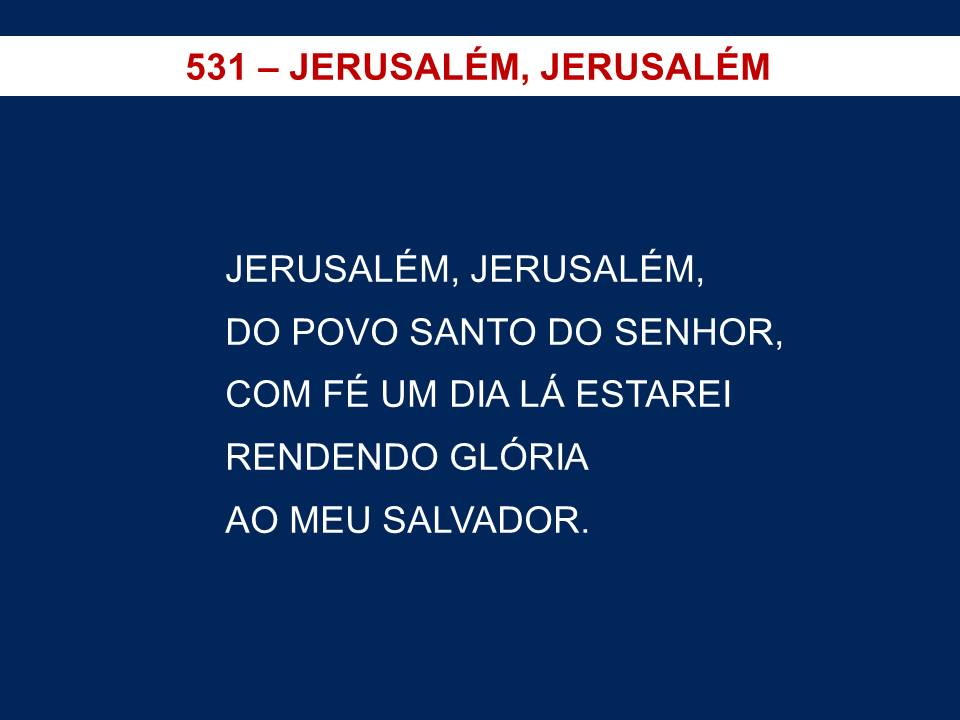 531 – JERUSALÉM, JERUSALÉM
JERUSALÉM, JERUSALÉM,
DO POVO SANTO DO SENHOR,
COM FÉ UM DIA LÁ ESTAREI
RENDENDO GLÓRIA
AO MEU SALVADOR.